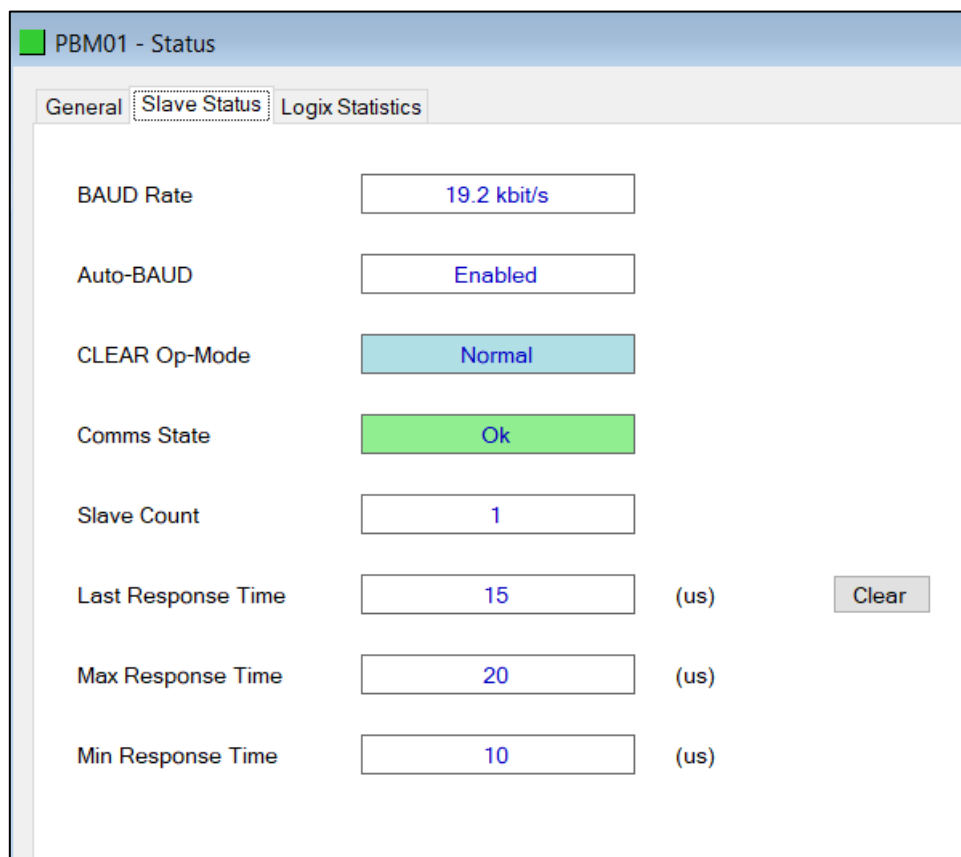 PBM01 - Status
General Slave Status Logix Statistics
BAUD Rate 19.2 kbit/s
Auto-BAUD Enabled
CLEAR Op-Mode Normal
Comms State Ok
Slave Count 1
Last Response Time 15 (us) Clear
Max Response Time 20 (us)
Min Response Time 10 (us)